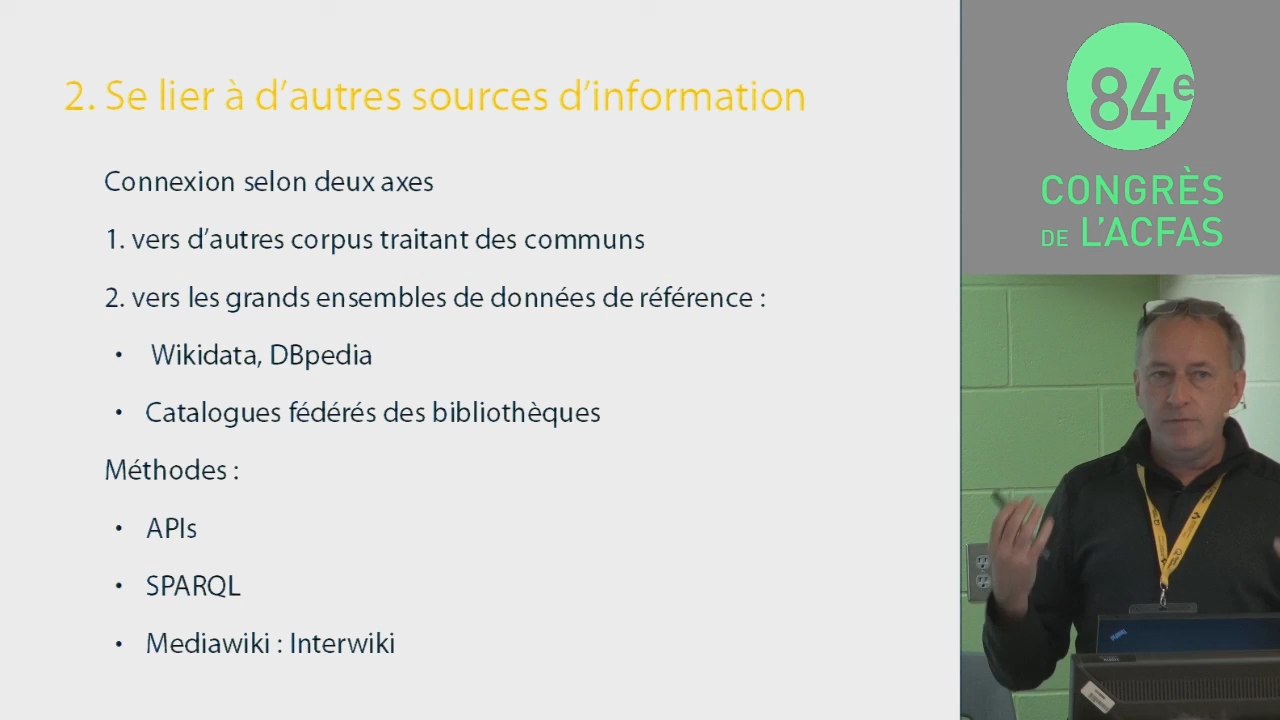 2. Se lier à d’autres sources d’information
Connexion selon deux axes
1. vers d’autres corpus traitant des communs
2. vers les grands ensembles de données de référence :
• Wikidata, DBpedia
• Catalogues fédérés des bibliothèques
Méthodes :
• APIs
• SPARQL
• Mediawiki : Interwiki
84e
CONGRÈS
DE L’ACFAS